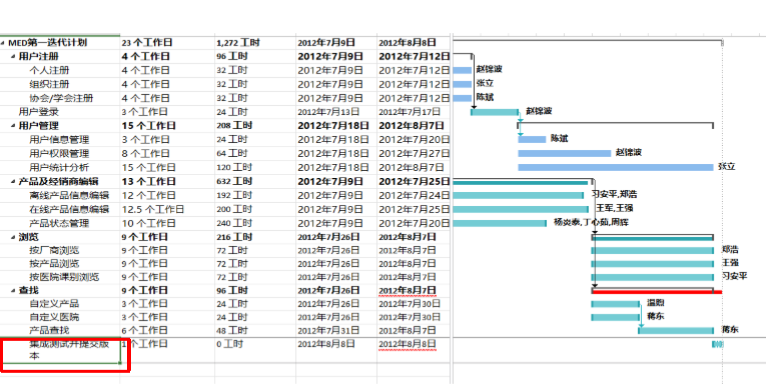 MED第一迭代计划 23 个工作日 1,272 工时 2012年7月9日 2012年8月8日
用户注册 4 个工作日 96 工时 2012年7月9日 2012年7月12日
个人注册 4 个工作日 32 工时 2012年7月9日 2012年7月12日 赵锦波
组织注册 4 个工作日 32 工时 2012年7月9日 2012年7月12日 张立
协会/学会注册 4 个工作日 32 工时 2012年7月9日 2012年7月12日 陈斌
用户登录 3 个工作日 24 工时 2012年7月13日 2012年7月17日 赵锦波
用户管理 15 个工作日 208 工时 2012年7月18日 2012年8月7日
用户信息管理 3 个工作日 24 工时 2012年7月18日 2012年7月20日 陈斌
用户权限管理 8 个工作日 64 工时 2012年7月18日 2012年7月27日 赵锦波
用户统计分析 15 个工作日 120 工时 2012年7月18日 2012年8月7日 张立
产品及经销商编辑 13 个工作日 632 工时 2012年7月9日 2012年7月25日
离线产品信息编辑 12 个工作日 192 工时 2012年7月9日 2012年7月24日 习安平,郑浩
在线产品信息编辑 12.5 个工作日 200 工时 2012年7月9日 2012年7月25日 王军,王强
产品状态管理 10 个工作日 240 工时 2012年7月9日 2012年7月20日 杨炎泰,丁心茹,周辉
浏览 9 个工作日 216 工时 2012年7月26日 2012年8月7日
按厂商浏览 9 个工作日 72 工时 2012年7月26日 2012年8月7日 郑浩
按产品浏览 9 个工作日 72 工时 2012年7月26日 2012年8月7日 王强
按医院课别浏览 9 个工作日 72 工时 2012年7月26日 2012年8月7日 习安平
查找 9 个工作日 96 工时 2012年7月26日 2012年8月7日
自定义产品 3 个工作日 24 工时 2012年7月26日 2012年7月30日 温煦
自定义医院 3 个工作日 24 工时 2012年7月26日 2012年7月30日 蒋东
产品查找 6 个工作日 48 工时 2012年7月31日 2012年8月7日 蒋东
集成测试并提交版 1 个工作日 0 工时 2012年8月8日 2012年8月8日
本